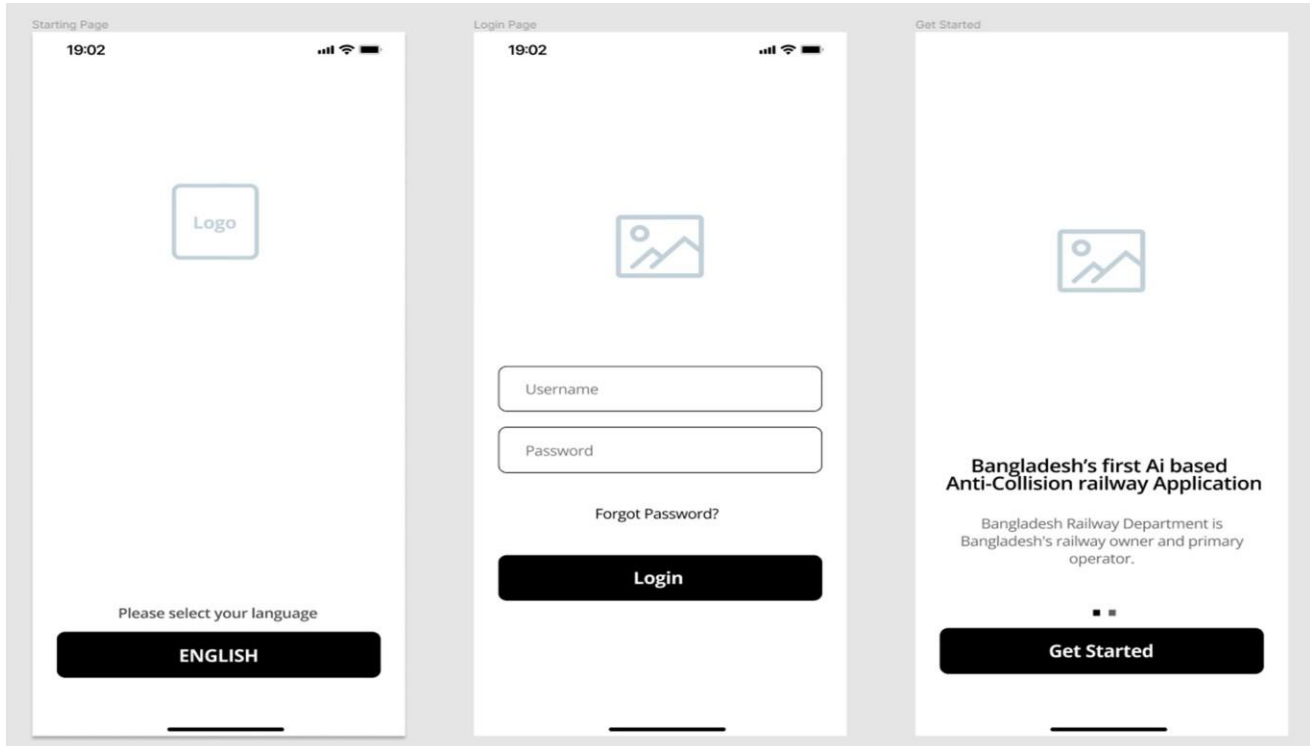 Starting Page
19:02
Logo
Please select your language
ENGLISH
Login Page
19:02
Username
Password
Forgot Password?
Login
Get Started
Bangladesh's first Ai based
Anti-Collision railway Application
Bangladesh Railway Department is
Bangladesh's railway owner and primary
operator.
Get Started